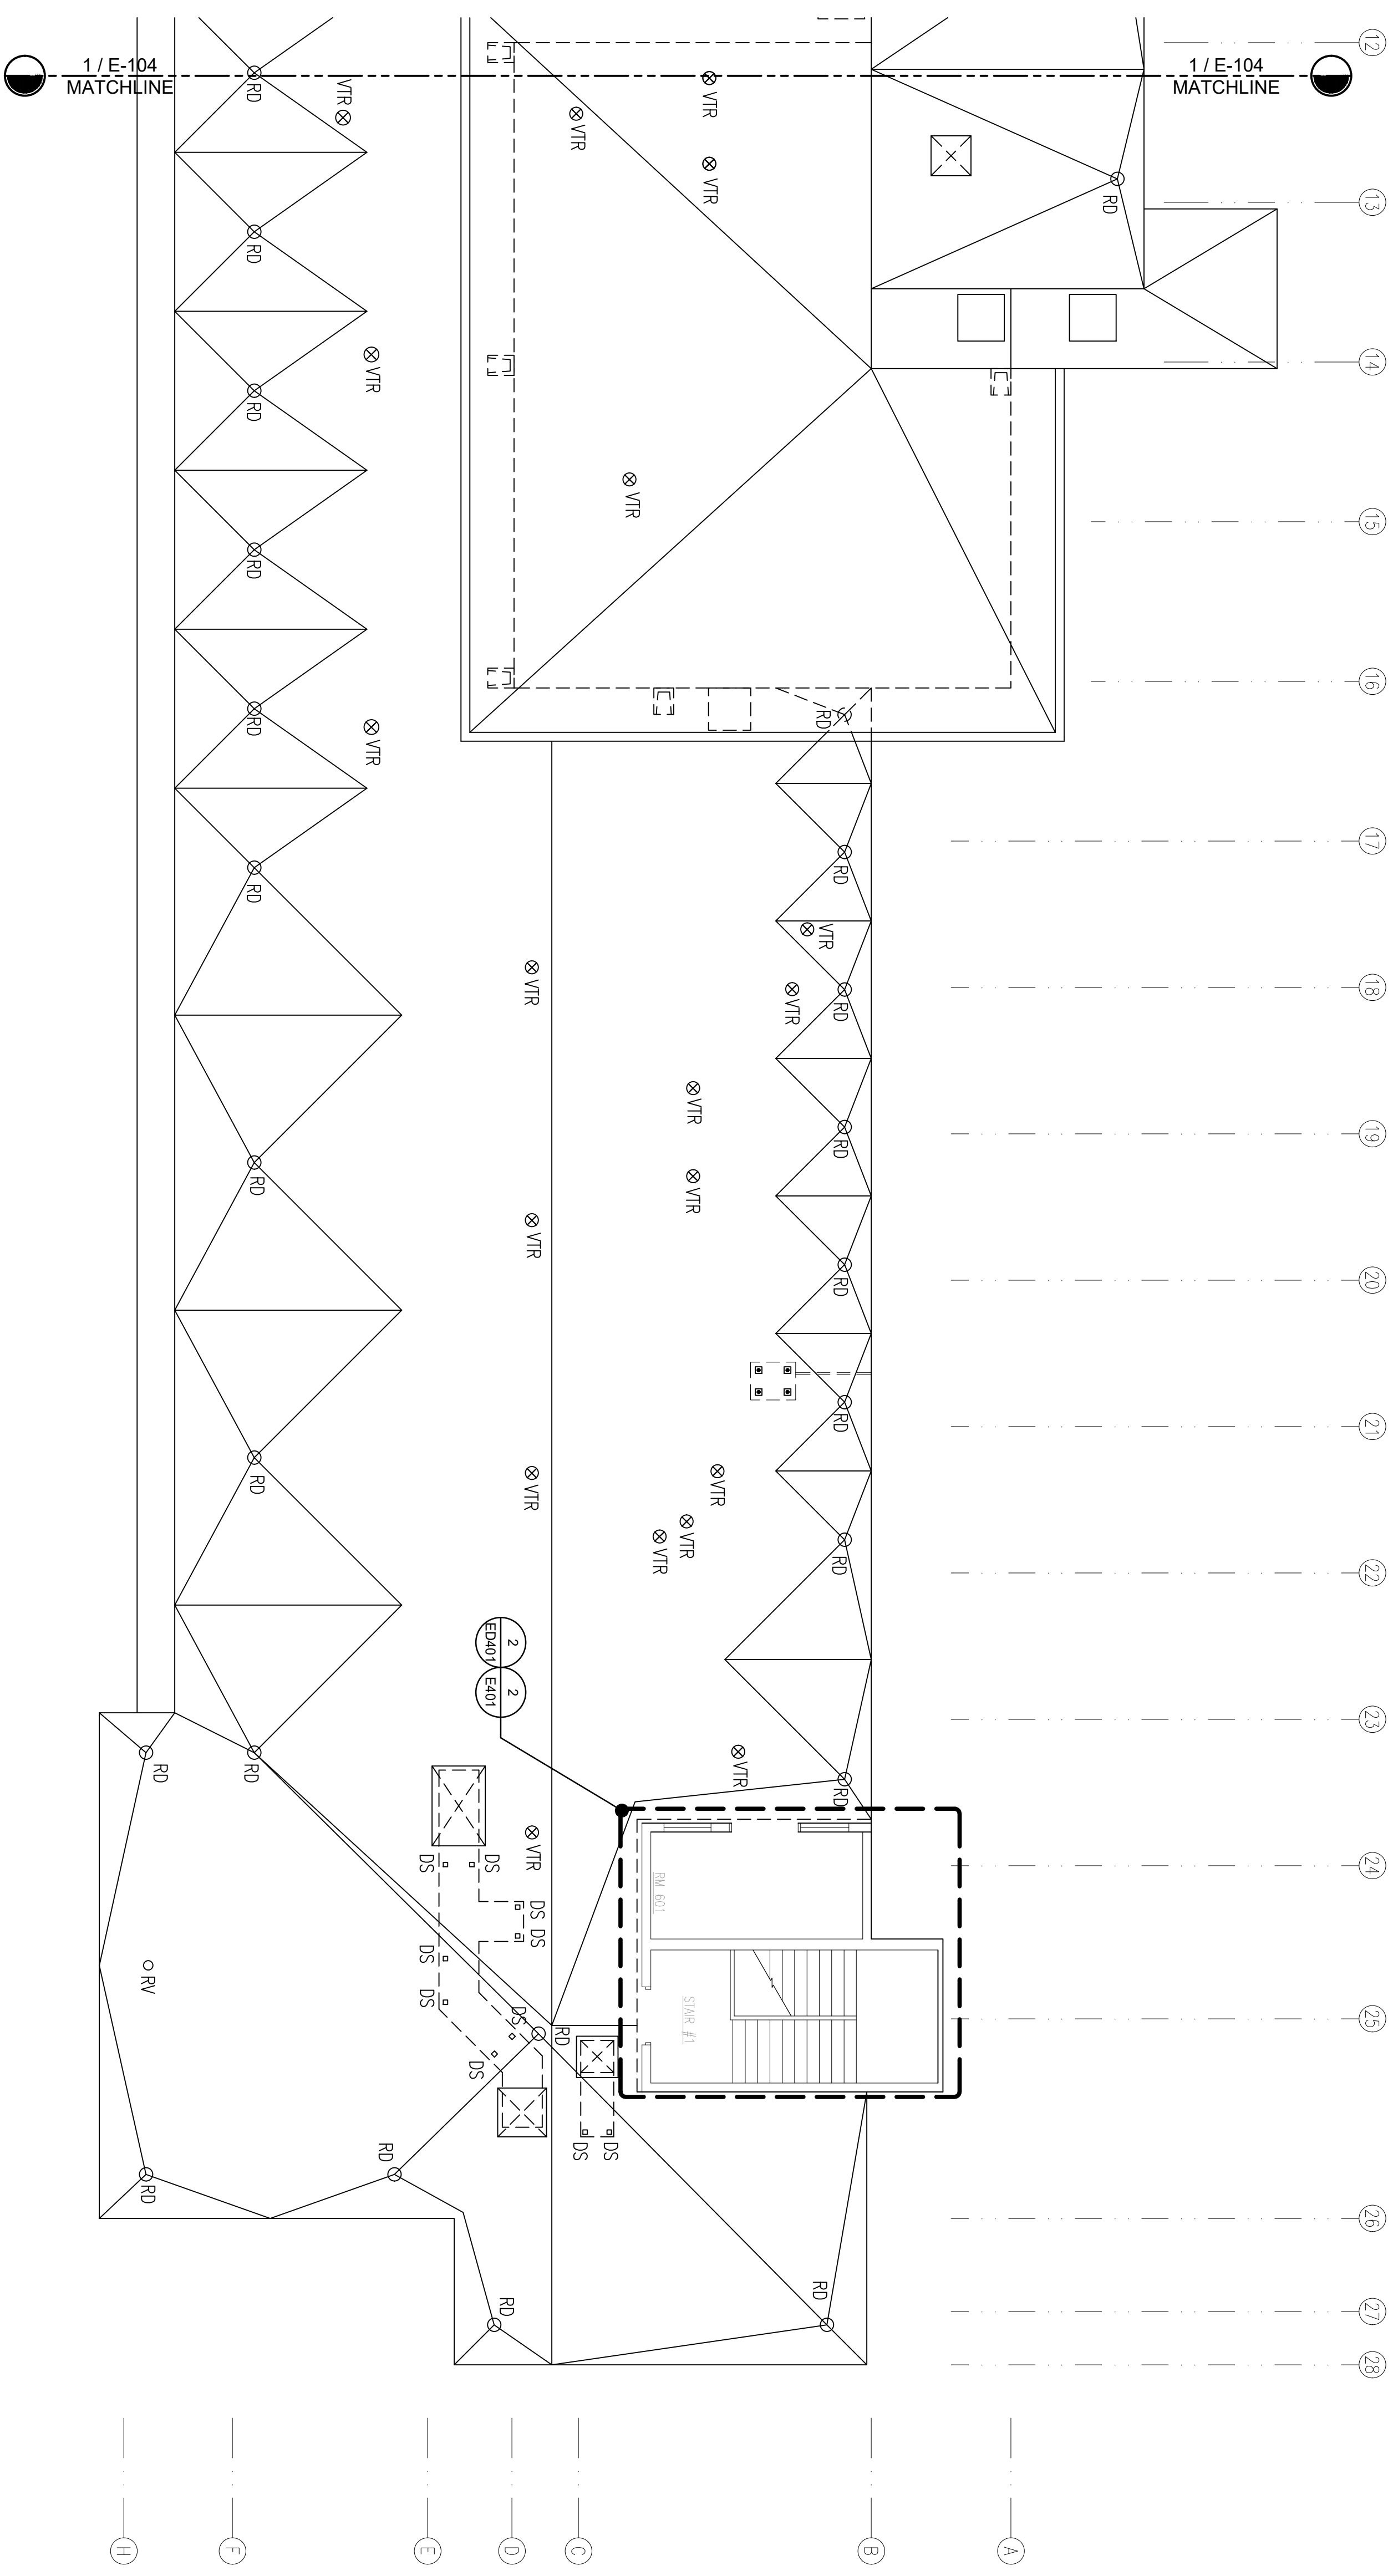 12
1 / E-104
MATCHLINE
1 / E-104
MATCHLINE
RD
VTR
VTR
VTR
VTR
RD
13
RD
14
VTR
RD
VTR
15
RD
16
RD
RD
VTR
17
RD
RD
VTR
18
VTR
VTR
RD
VTR
19
RD
VTR
RD
VTR
20
RD
21
RD
RD
VTR
VTR
VTR
VTR
RD
22
2
ED401
2
E401
23
RD
RD
VTR
RD
24
VTR
DS
DS
RM 601
DS
DS
DS
RV
DS
25
STAIR #1
DS
RD
DS
DS
DS
RD
RD
26
RD
RD
27
28
H
F
E
D
C
B
A